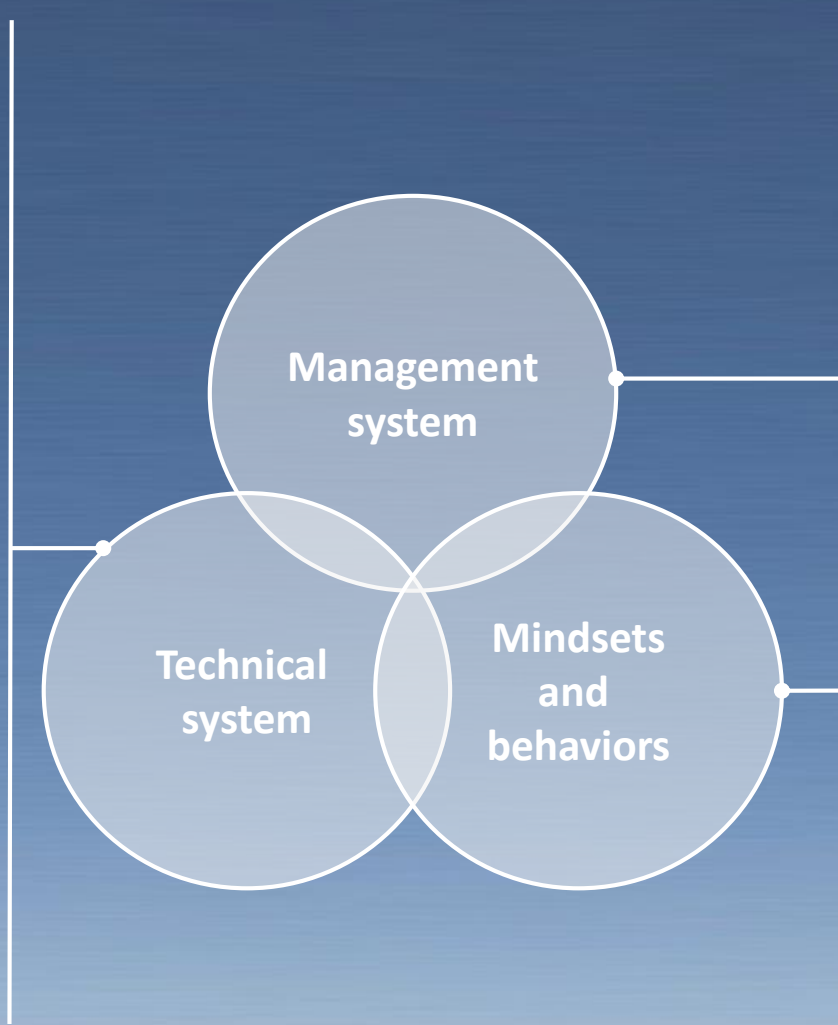 Management
system
Technical
system
Mindsets
and
behaviors